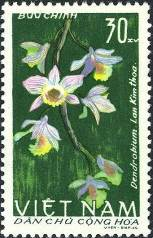 BƯU CHÍNH
30xu
Dendrobium Lan Kim thoa.
VIỆT NAM
DÂN CHỦ CỘNG HÒA